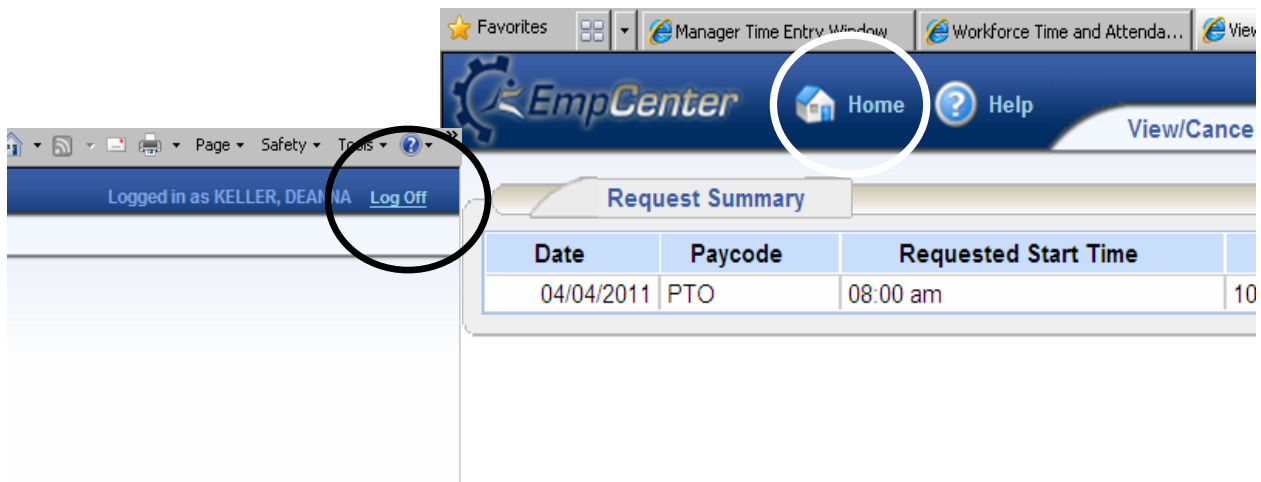 Favorites
Manager Time Entry Window
Workforce Time and Attenda...
View
EmpCenter
Home
Help
View/Cance
Page
Safety
Tools
»
Logged in as KELLER, DEANNA
Log Off
Request Summary
Date Paycode Requested Start Time
04/04/2011 PTO 08:00 am 10